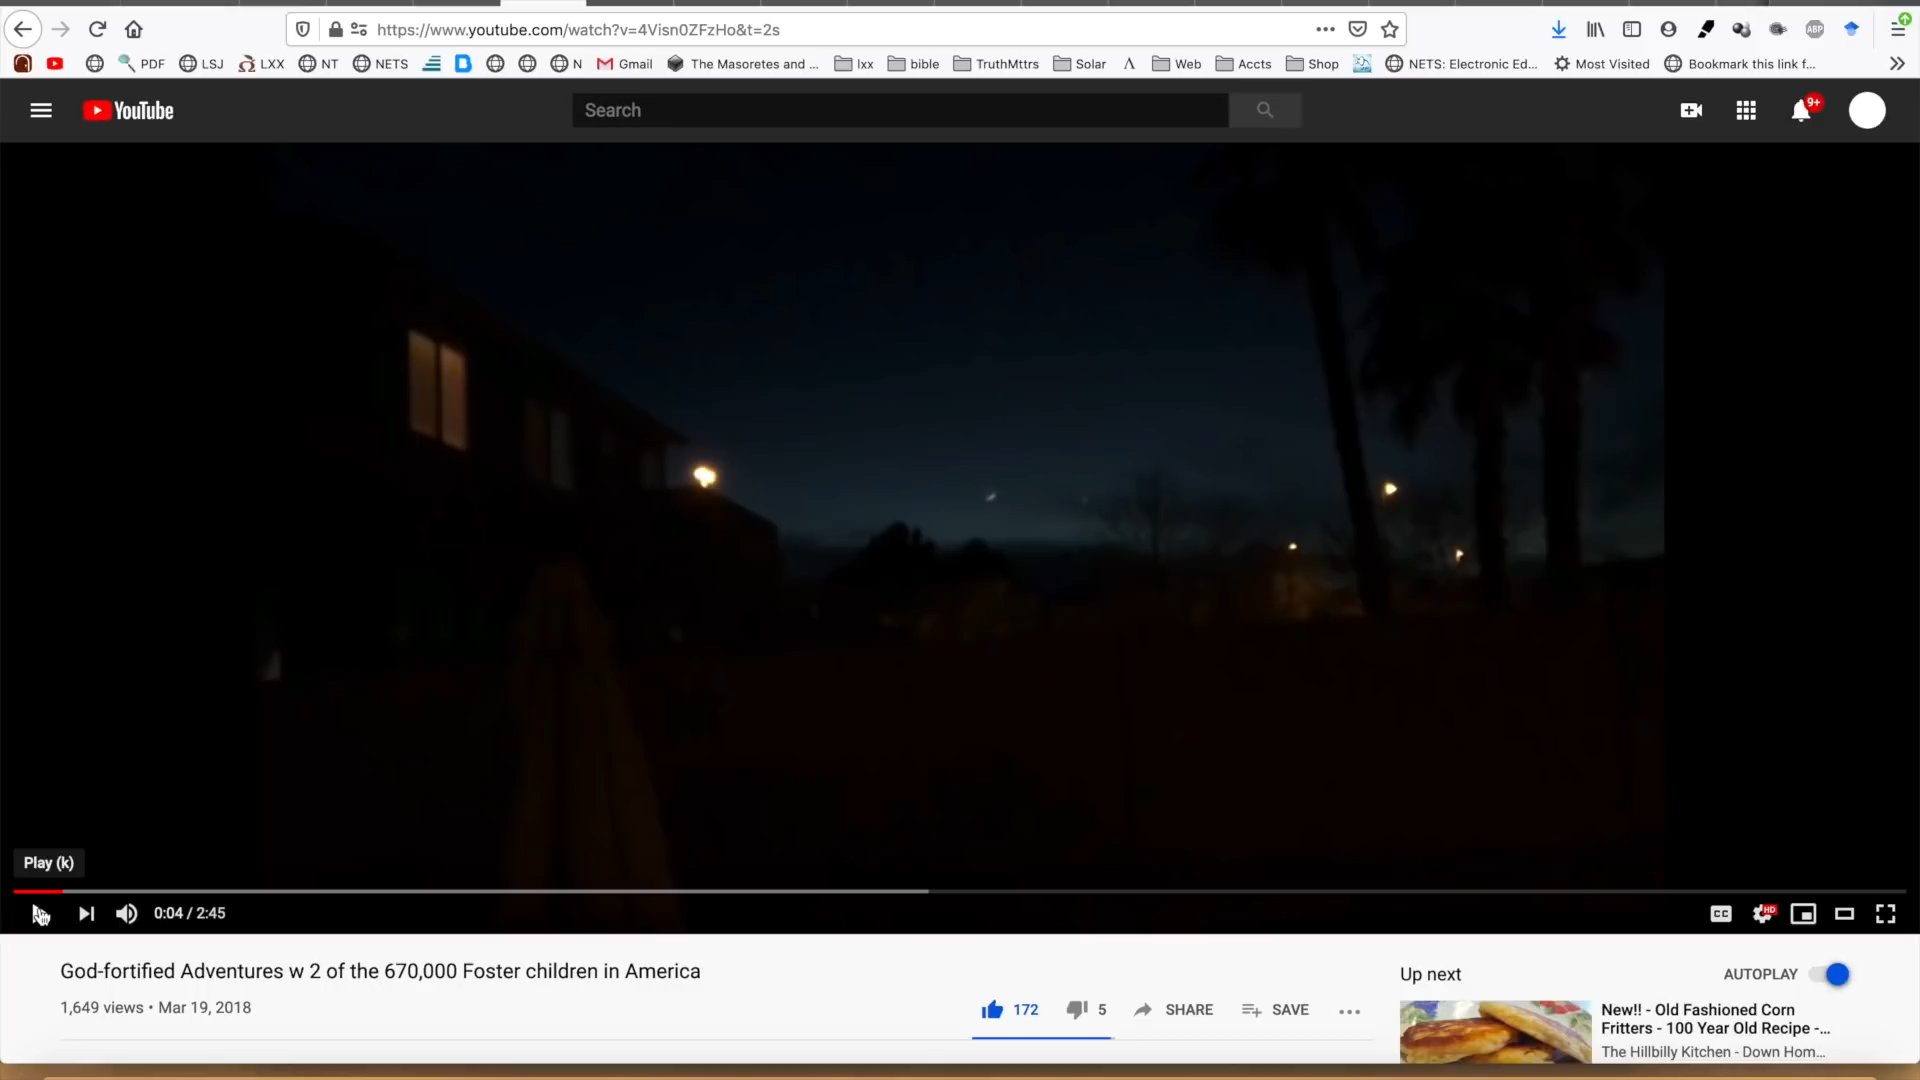 https://www.youtube.com/watch?v=4Visn0ZFzHo&t=2s
PDF LSJ LXX NT NETS N Gmail The Masoretes and ... lxx bible TruthMttrs Solar Λ Web Accts Shop NETS: Electronic Ed... Most Visited Bookmark this link f...
YouTube
Search
9+
Play (k)
0:04 / 2:45
CC
HD
God-fortified Adventures w 2 of the 670,000 Foster children in America
1,649 views • Mar 19, 2018
172
5
SHARE
SAVE
Up next
AUTOPLAY
New!! - Old Fashioned Corn
Fritters - 100 Year Old Recipe -...
The Hillbilly Kitchen - Down Hom...